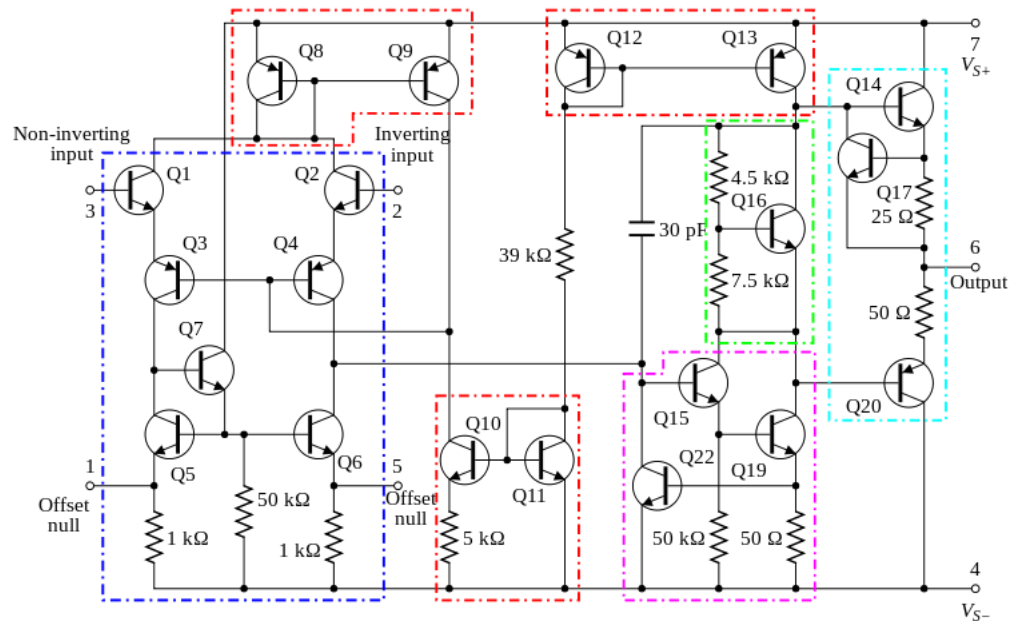 Q8
Q9
Q12
Q13
7
V_S+
Q14
Non-inverting
input
Inverting
input
Q1
Q2
3
2
Q17
25 Ω
4.5 kΩ
Q16
30 pF
Q3
Q4
39 kΩ
7.5 kΩ
6
Output
50 Ω
Q7
Q15
Q20
Q10
Q11
Q5
Q6
Q22
Q19
1
5
Offset
null
Offset
null
50 kΩ
1 kΩ
1 kΩ
5 kΩ
50 kΩ
50 Ω
4
V_S−